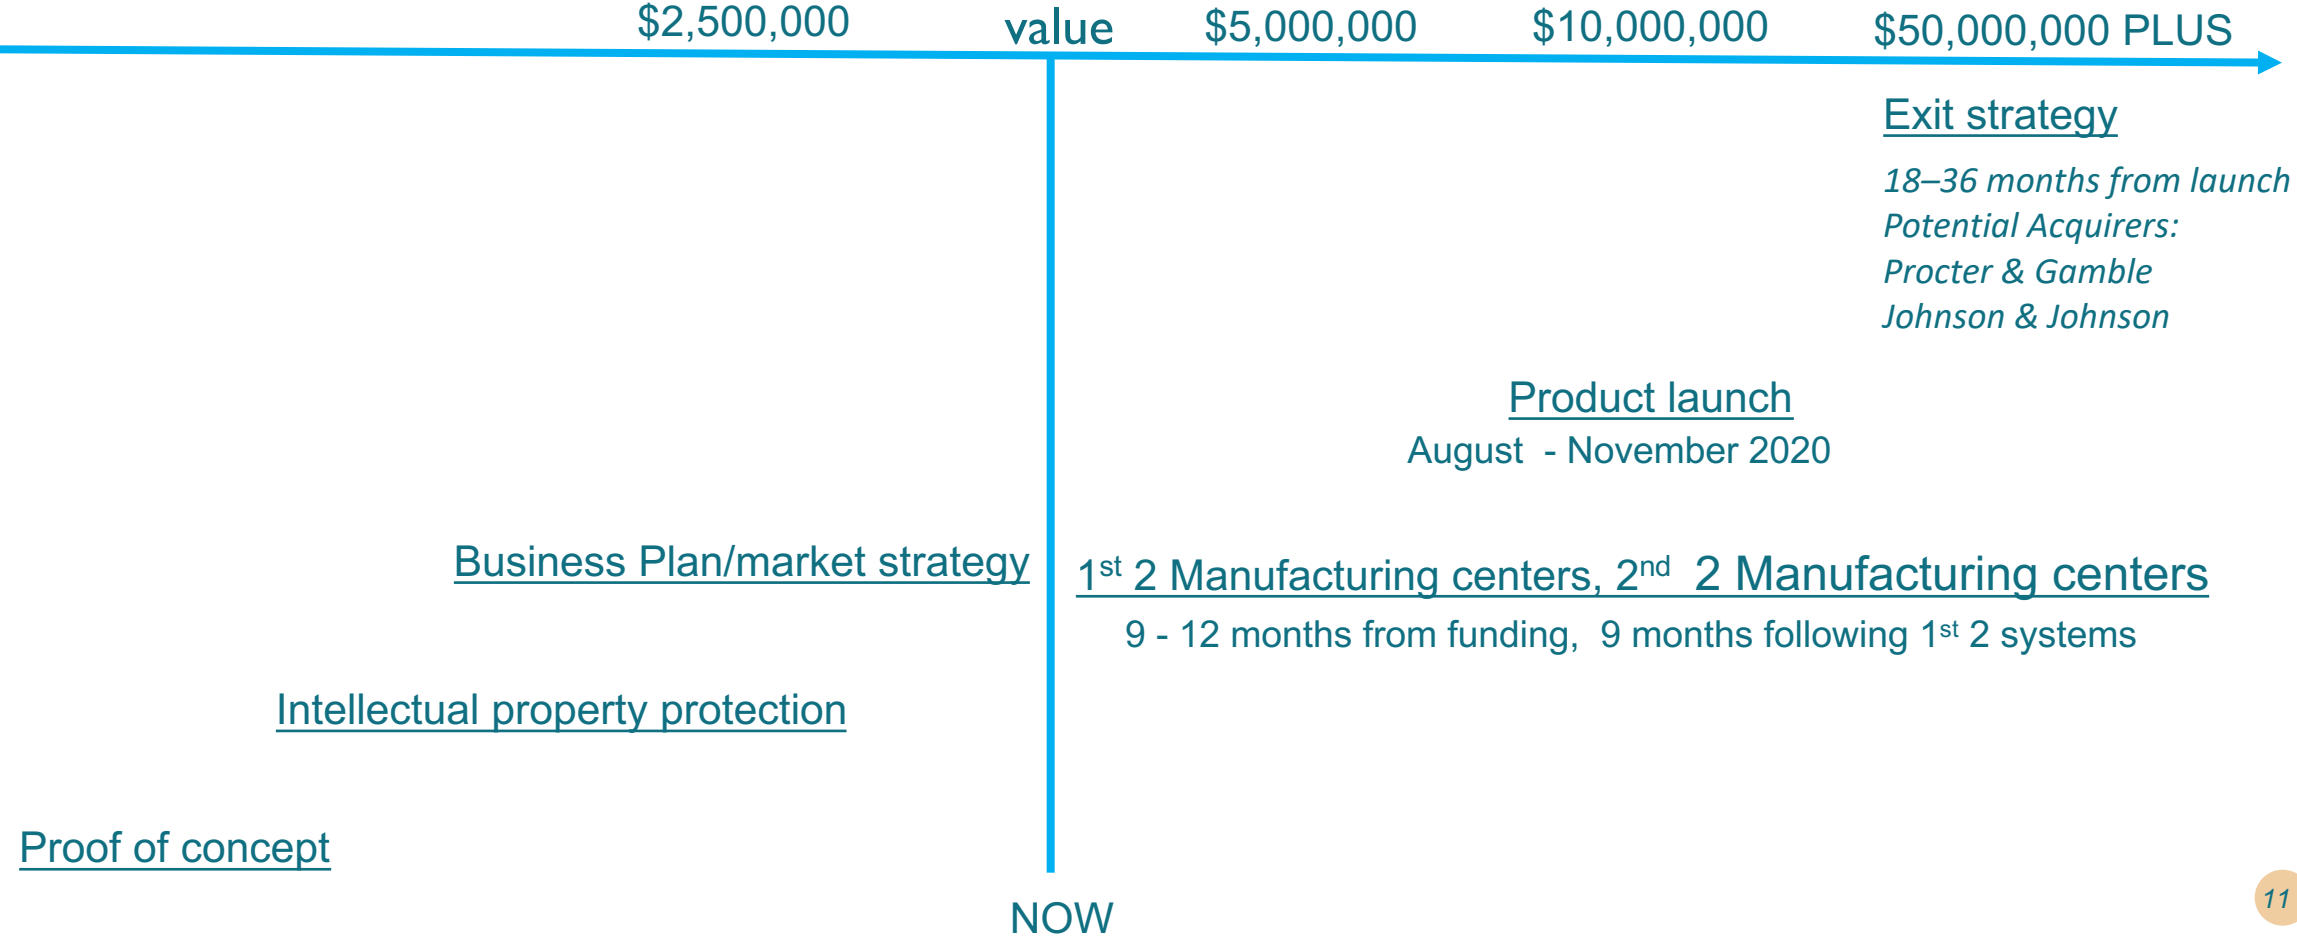 $2,500,000 value $5,000,000 $10,000,000 $50,000,000 PLUS
Exit strategy
18–36 months from launch
Potential Acquirers:
Procter & Gamble
Johnson & Johnson
Product launch
August - November 2020
Business Plan/market strategy
1st 2 Manufacturing centers, 2nd 2 Manufacturing centers
9 - 12 months from funding, 9 months following 1st 2 systems
Intellectual property protection
Proof of concept
NOW
11